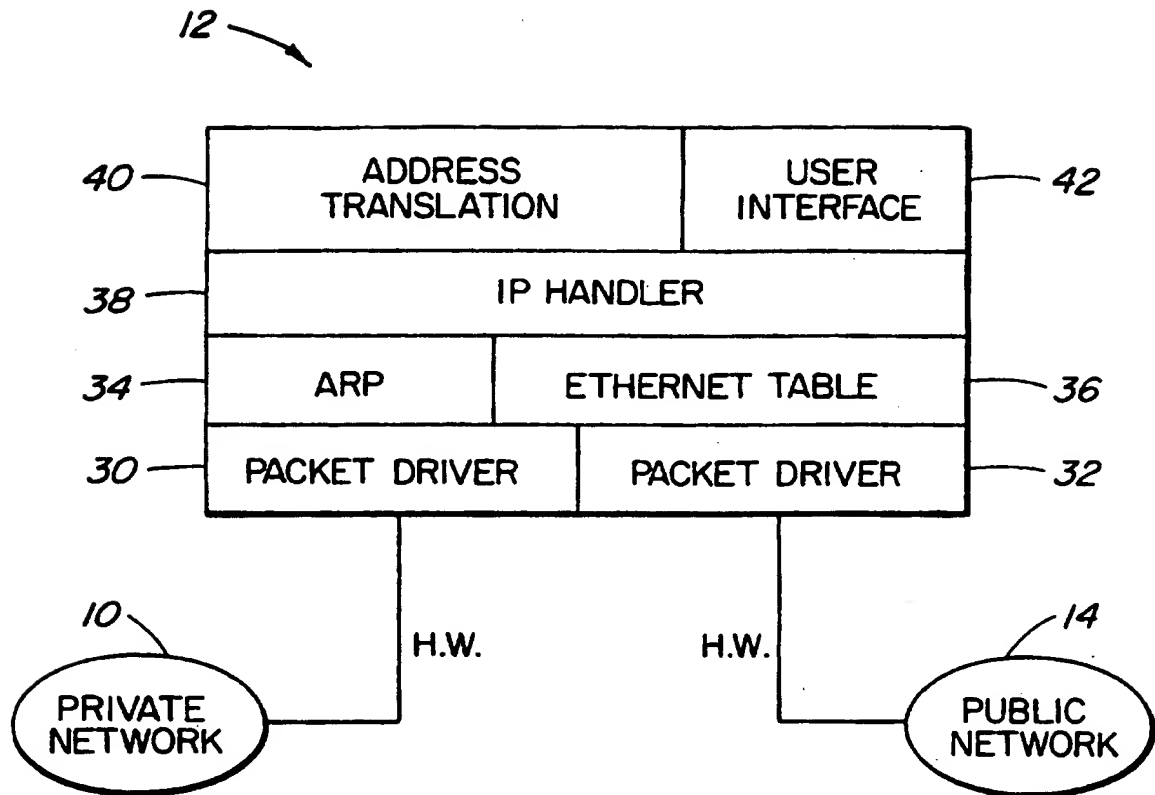 12
40
ADDRESS
TRANSLATION
USER
INTERFACE
42
38
IP HANDLER
34
ARP
ETHERNET TABLE
36
30
PACKET DRIVER
PACKET DRIVER
32
10
H.W.
H.W.
14
PRIVATE
NETWORK
PUBLIC
NETWORK